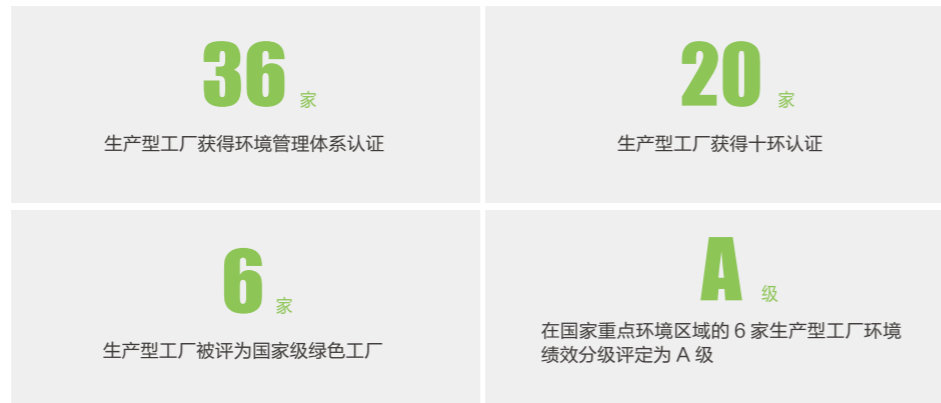 36 家
生产型工厂获得环境管理体系认证
20 家
生产型工厂获得十环认证
6 家
生产型工厂被评为国家级绿色工厂
A 级
在国家重点环境区域的 6 家生产型工厂环境
绩效分级评定为 A 级